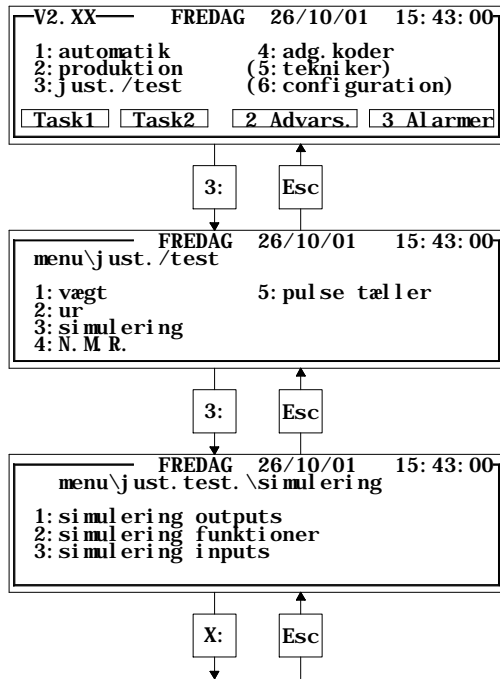 V2.XX FREDAG 26/10/01 15:43:00
1:automatik 4:adg.koder
2:produktion (5:tekniker)
3:just./test (6:configuration)
Task1 Task2 2 Advars. 3 Alarmer
3: Esc
FREDAG 26/10/01 15:43:00
menu\just./test
1:vægt 5:pulse tæller
2:ur
3:simulering
4:N.M.R.
3: Esc
FREDAG 26/10/01 15:43:00
menu\just.test.\simulering
1:simulering outputs
2:simulering funktioner
3:simulering inputs
X: Esc